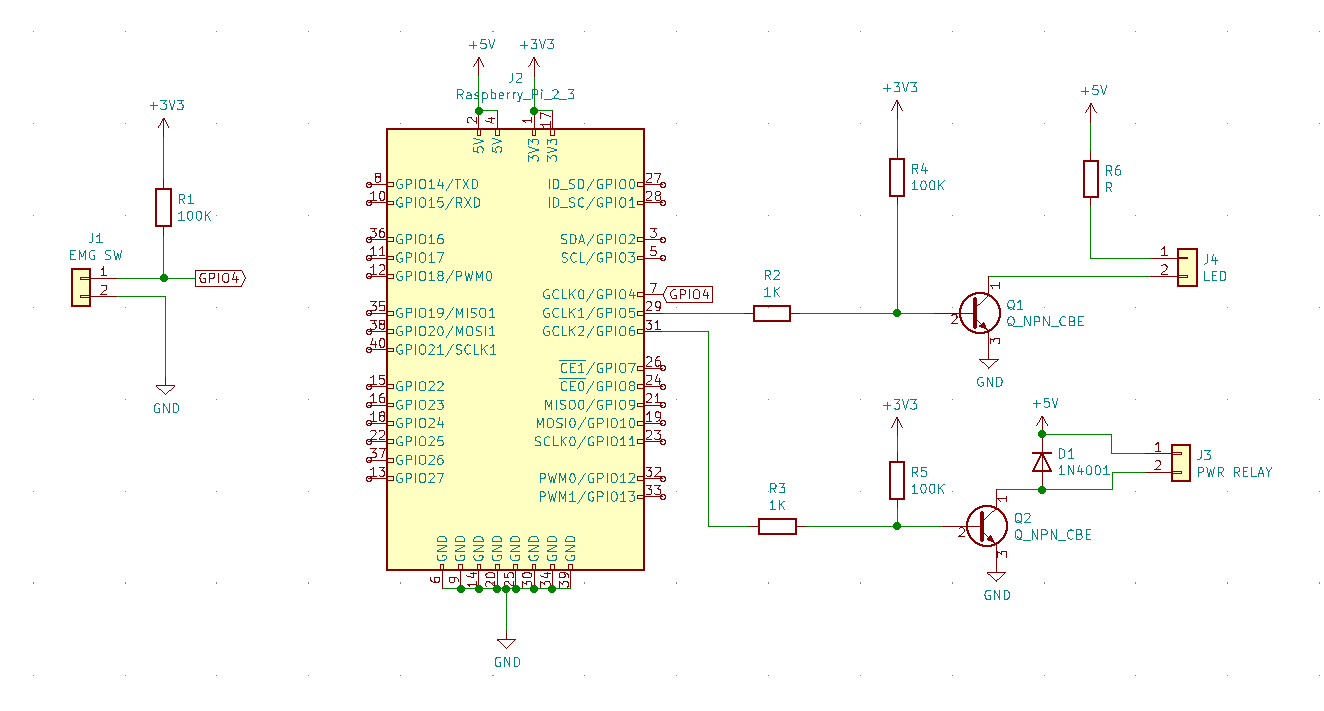 +5V
+3V3
J2
Raspberry_Pi_2_3
2
4
1
17
5V
5V
3V3
3V3
8
GPIO14/TXD
10
GPIO15/RXD
36
GPIO16
11
GPIO17
12
GPIO18/PWM0
35
GPIO19/MISO1
38
GPIO20/MOSI1
40
GPIO21/SCLK1
15
GPIO22
16
GPIO23
18
GPIO24
22
GPIO25
37
GPIO26
13
GPIO27
ID_SD/GPIO0
27
ID_SC/GPIO1
28
SDA/GPIO2
3
SCL/GPIO3
5
GCLK0/GPIO4
7
GPIO4
GCLK1/GPIO5
29
GCLK2/GPIO6
31
CE1/GPIO7
26
CE0/GPIO8
24
MISO0/GPIO9
21
MOSI0/GPIO10
19
SCLK0/GPIO11
23
PWM0/GPIO12
32
PWM1/GPIO13
33
GND
GND
GND
GND
GND
GND
GND
GND
6
9
14
20
25
30
34
39
GND
+3V3
R1
100K
J1
EMG SW
1
2
GPIO4
GND
+3V3
R4
100K
R2
1K
+5V
R6
R
1
2
J4
LED
1
2
3
Q1
Q_NPN_CBE
GND
+3V3
R5
100K
R3
1K
+5V
D1
1N4001
1
2
J3
PWR RELAY
1
2
3
Q2
Q_NPN_CBE
GND